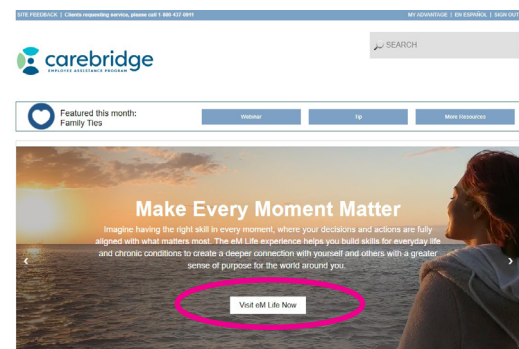 SITE FEEDBACK | Clients requesting service, please call 1-800-437-0911
MY ADVANTAGE | EN ESPAÑOL | SIGN OUT
SEARCH
carebridge
EMPLOYEE ASSISTANCE PROGRAM
Featured this month:
Family Ties
Webinar
Tip
More Resources
Make Every Moment Matter
Imagine having the right skill in every moment, where your decisions and actions are fully
aligned with what matters most. The eM Life experience helps you build skills for everyday life
and chronic conditions to create a deeper connection with yourself and others with a greater
sense of purpose for the world around you.
Visit eM Life Now